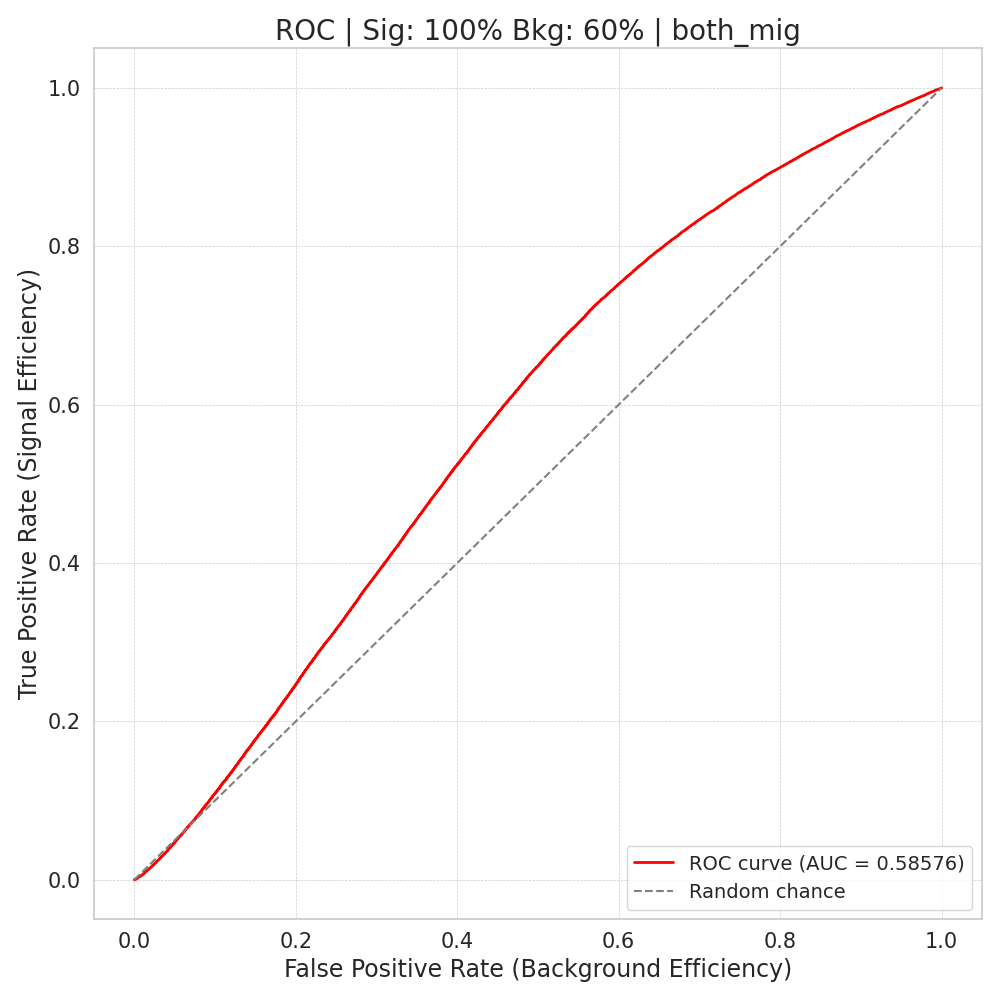 ROC | Sig: 100% Bkg: 60% | both_mig
True Positive Rate (Signal Efficiency)
1.0
0.8
0.6
0.4
0.2
0.0
ROC curve (AUC = 0.58576)
Random chance
0.0 0.2 0.4 0.6 0.8 1.0
False Positive Rate (Background Efficiency)